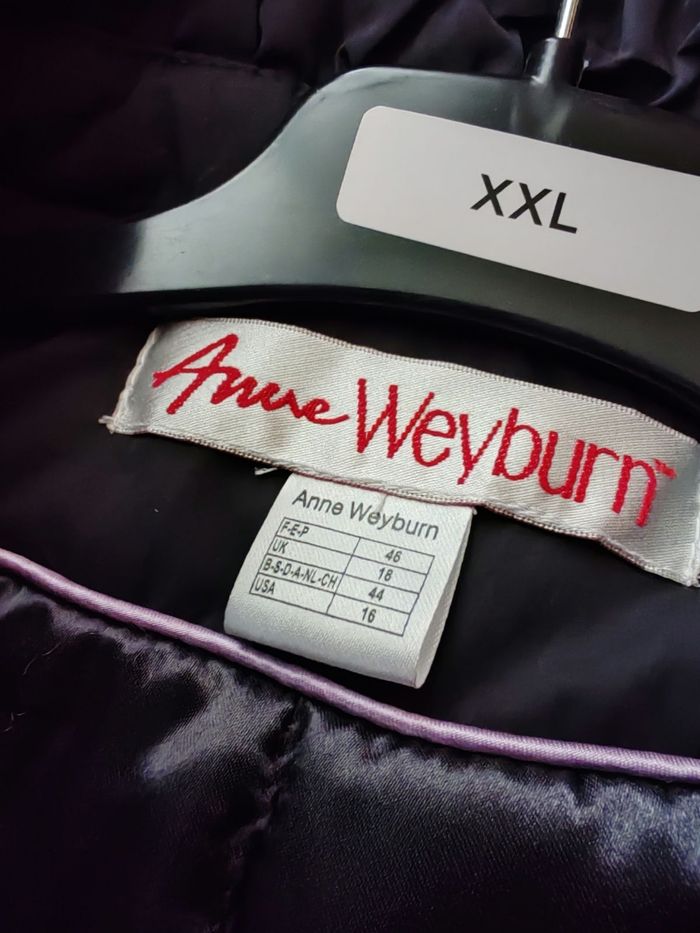 XXL
Anne Weyburn™
Anne Weyburn
F-E-P 46
UK 18
B-S-D-A-NL-CH 44
USA 16